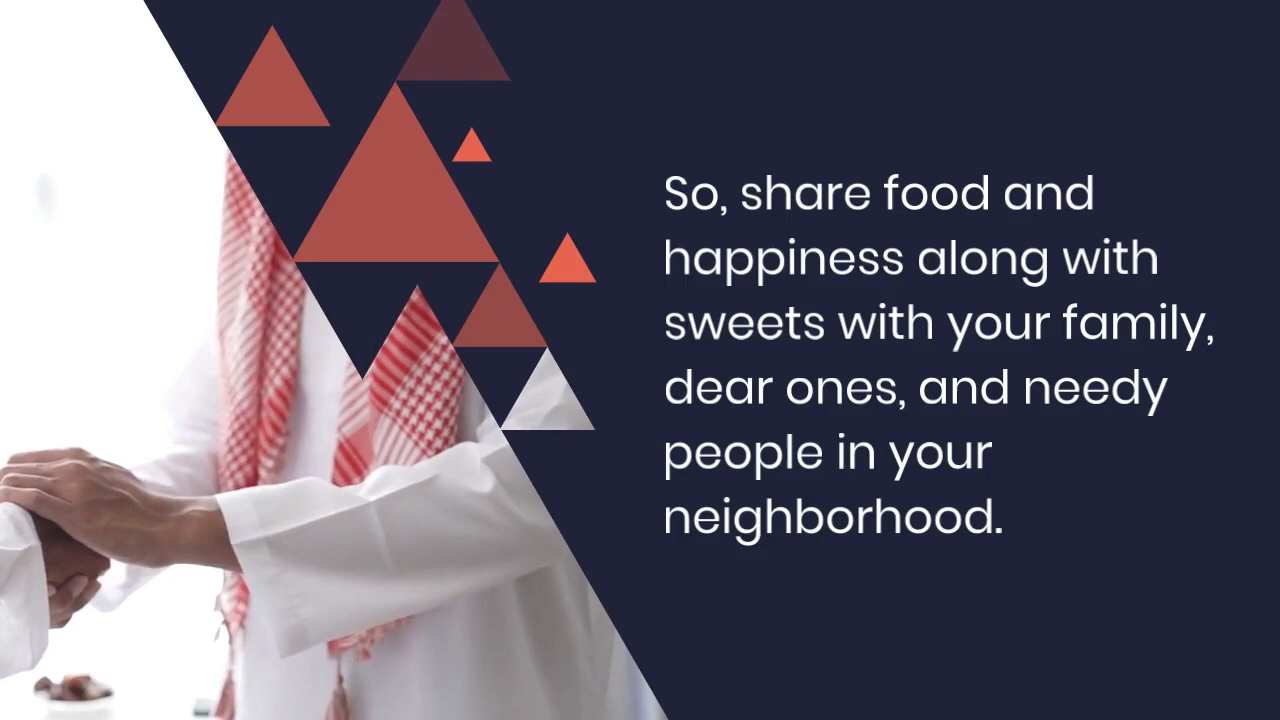 So, share food and
happiness along with
sweets with your family,
dear ones, and needy
people in your
neighborhood.